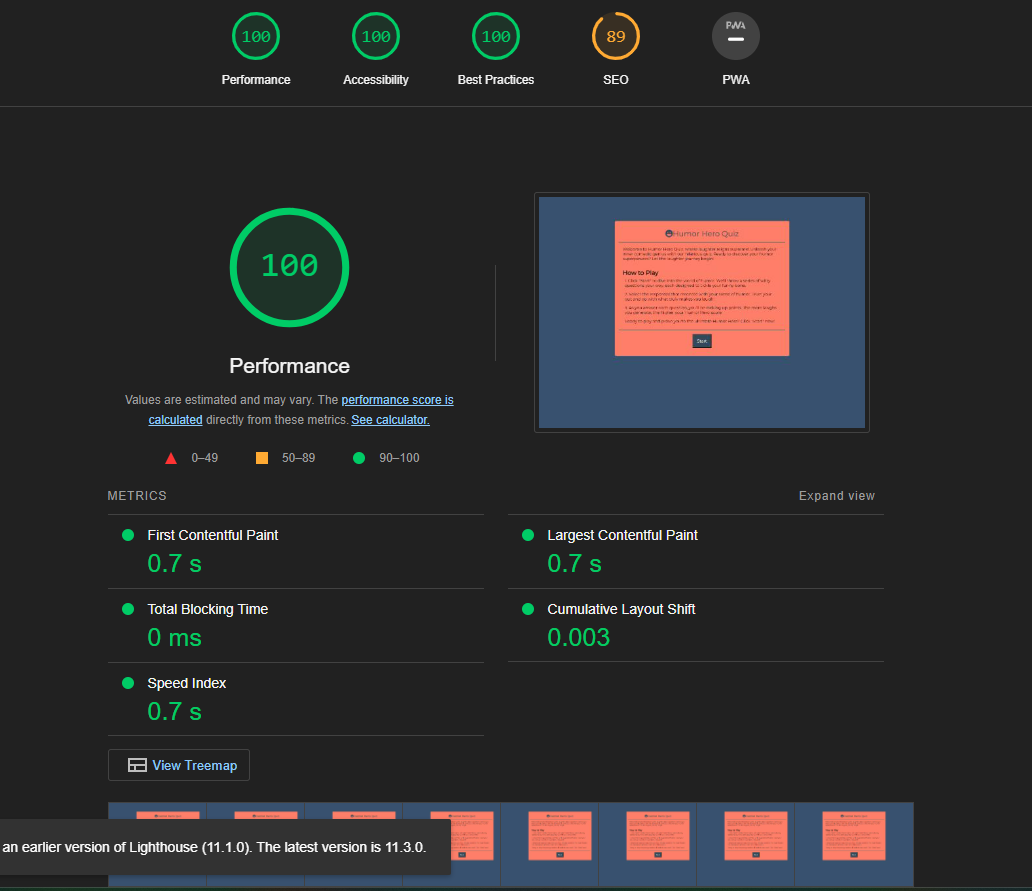 100
100
100
89
PWA
Performance
Accessibility
Best Practices
SEO
PWA
100
Performance
Values are estimated and may vary. The performance score is
calculated directly from these metrics. See calculator.
0–49
50–89
90–100
Humor Hero Quiz
How to Play
Start
METRICS
Expand view
First Contentful Paint
0.7 s
Largest Contentful Paint
0.7 s
Total Blocking Time
0 ms
Cumulative Layout Shift
0.003
Speed Index
0.7 s
View Treemap
an earlier version of Lighthouse (11.1.0). The latest version is 11.3.0.